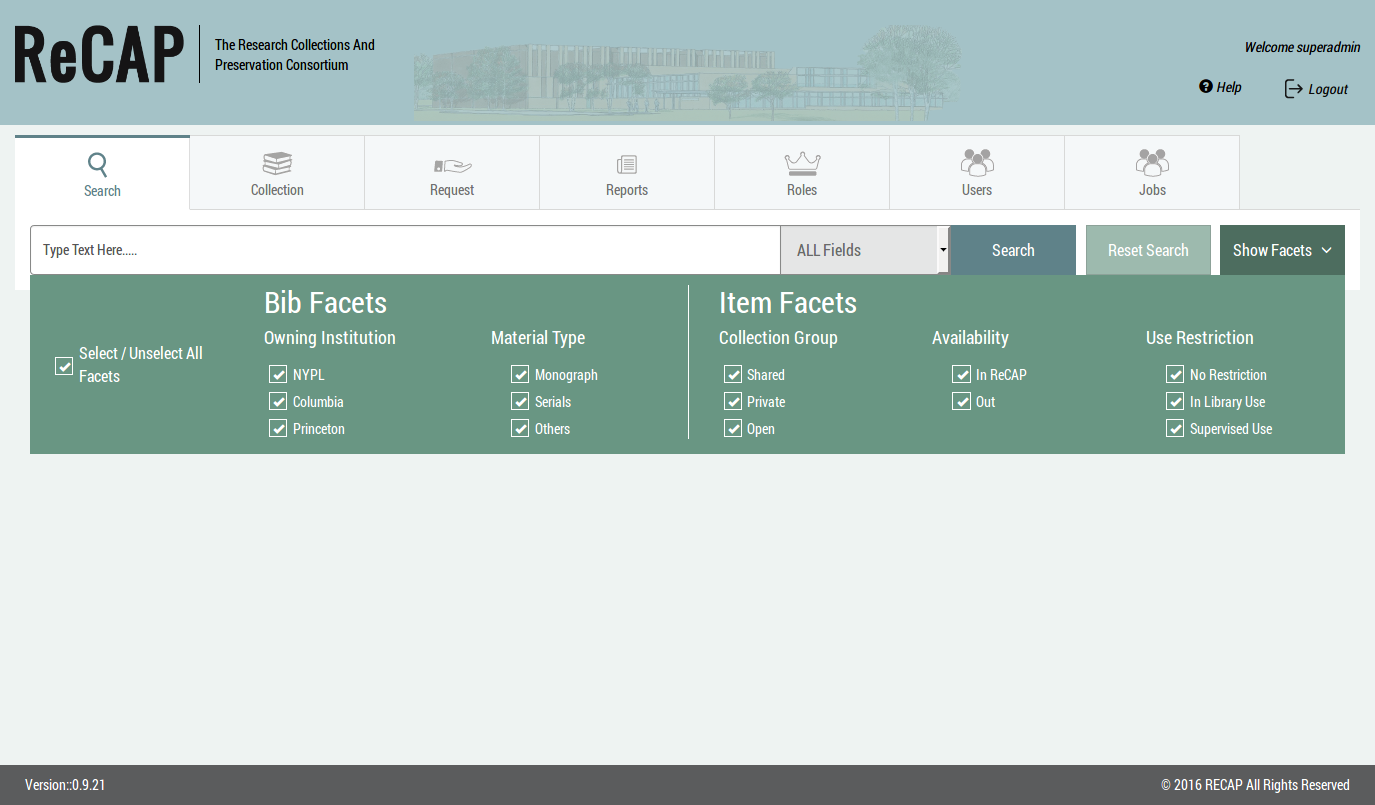 ReCAP
The Research Collections And
Preservation Consortium
Welcome superadmin
Help
Logout
Search
Collection
Request
Reports
Roles
Users
Jobs
Type Text Here.....
ALL Fields
Search
Reset Search
Show Facets
Select / Unselect All
Facets
Bib Facets
Owning Institution
NYPL
Columbia
Princeton
Material Type
Monograph
Serials
Others
Item Facets
Collection Group
Shared
Private
Open
Availability
In ReCAP
Out
Use Restriction
No Restriction
In Library Use
Supervised Use
Version::0.9.21
© 2016 RECAP All Rights Reserved